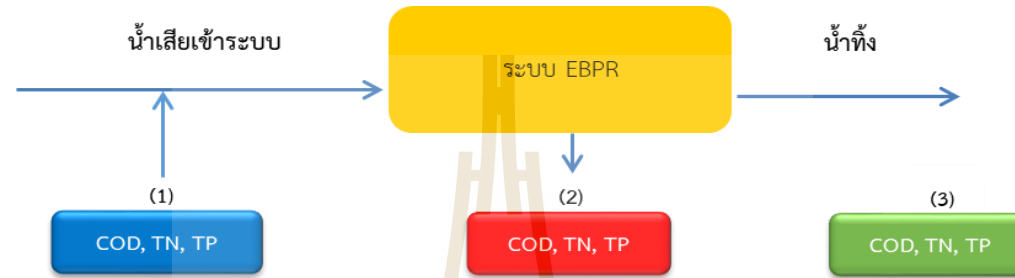 น้ำเสียเข้าระบบ
น้ำทิ้ง
ระบบ EBPR
(1)
(2)
(3)
COD, TN, TP
COD, TN, TP
COD, TN, TP